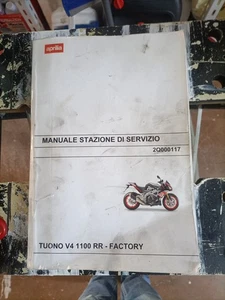 aprilia
MANUALE STAZIONE DI SERVIZIO
2Q000117
TUONO V4 1100 RR - FACTORY